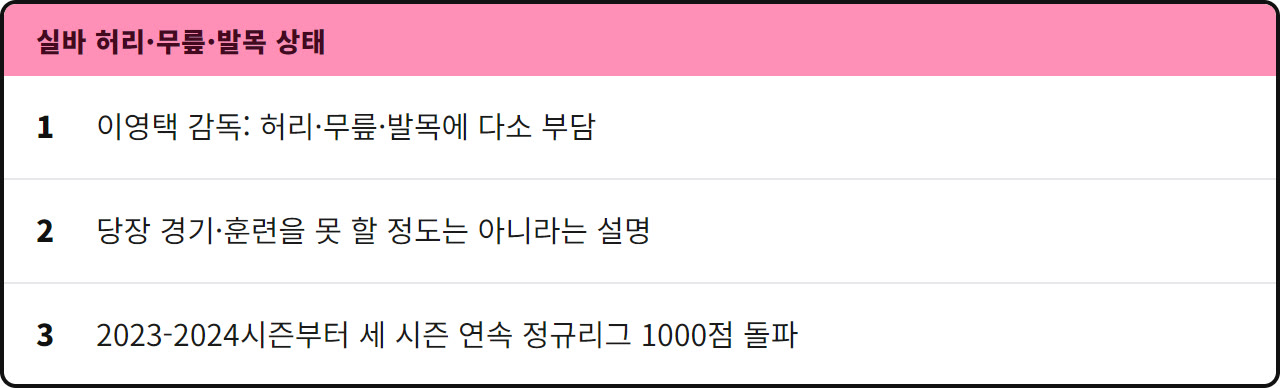 실바 허리·무릎·발목 상태
1 이영택 감독: 허리·무릎·발목에 다소 부담
2 당장 경기·훈련을 못 할 정도는 아니라는 설명
3 2023-2024시즌부터 세 시즌 연속 정규리그 1000점 돌파